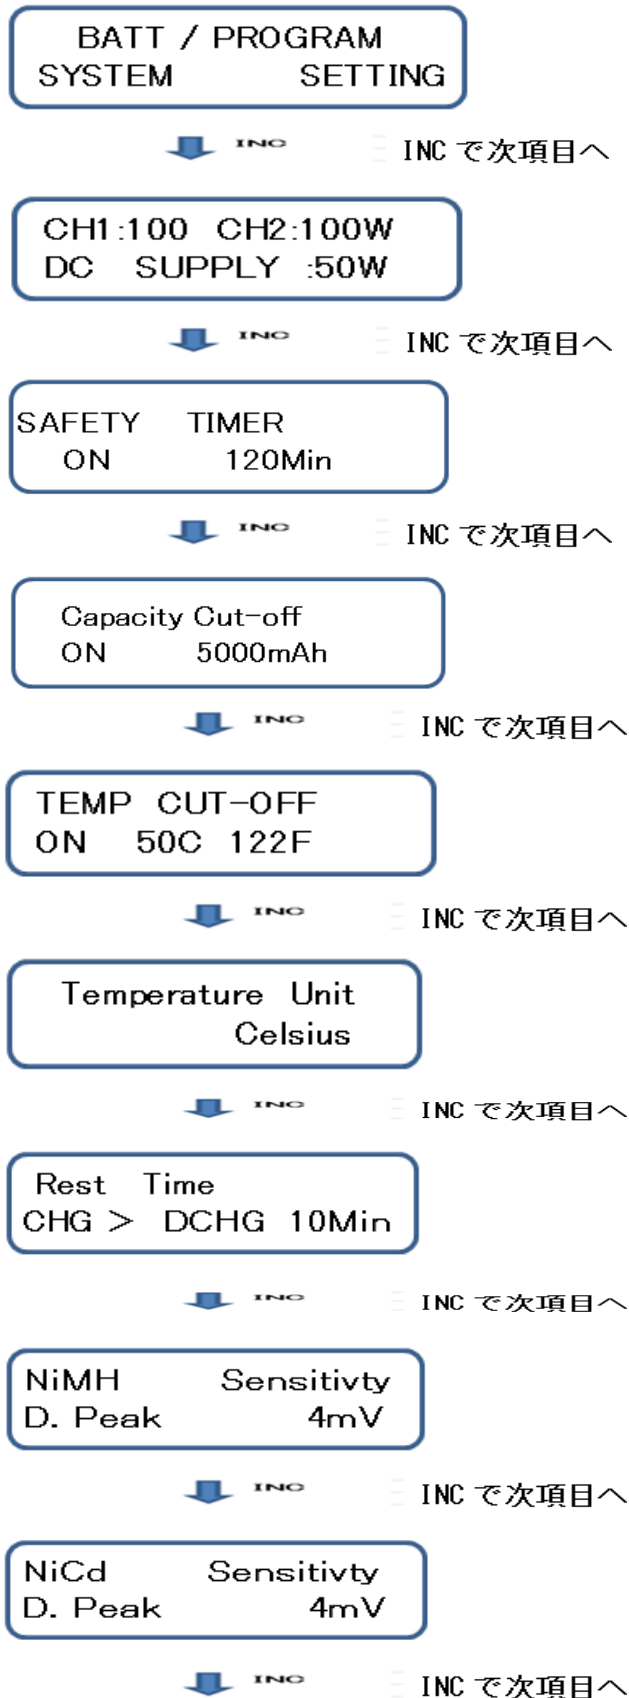 BATT / PROGRAM
SYSTEM SETTING
INC INC で次項目へ
CH1:100 CH2:100W
DC SUPPLY :50W
INC INC で次項目へ
SAFETY TIMER
ON 120Min
INC INC で次項目へ
Capacity Cut-off
ON 5000mAh
INC INC で次項目へ
TEMP CUT-OFF
ON 50C 122F
INC INC で次項目へ
Temperature Unit
Celsius
INC INC で次項目へ
Rest Time
CHG > DCHG 10Min
INC INC で次項目へ
NiMH Sensitivty
D. Peak 4mV
INC INC で次項目へ
NiCd Sensitivty
D. Peak 4mV
INC INC で次項目へ